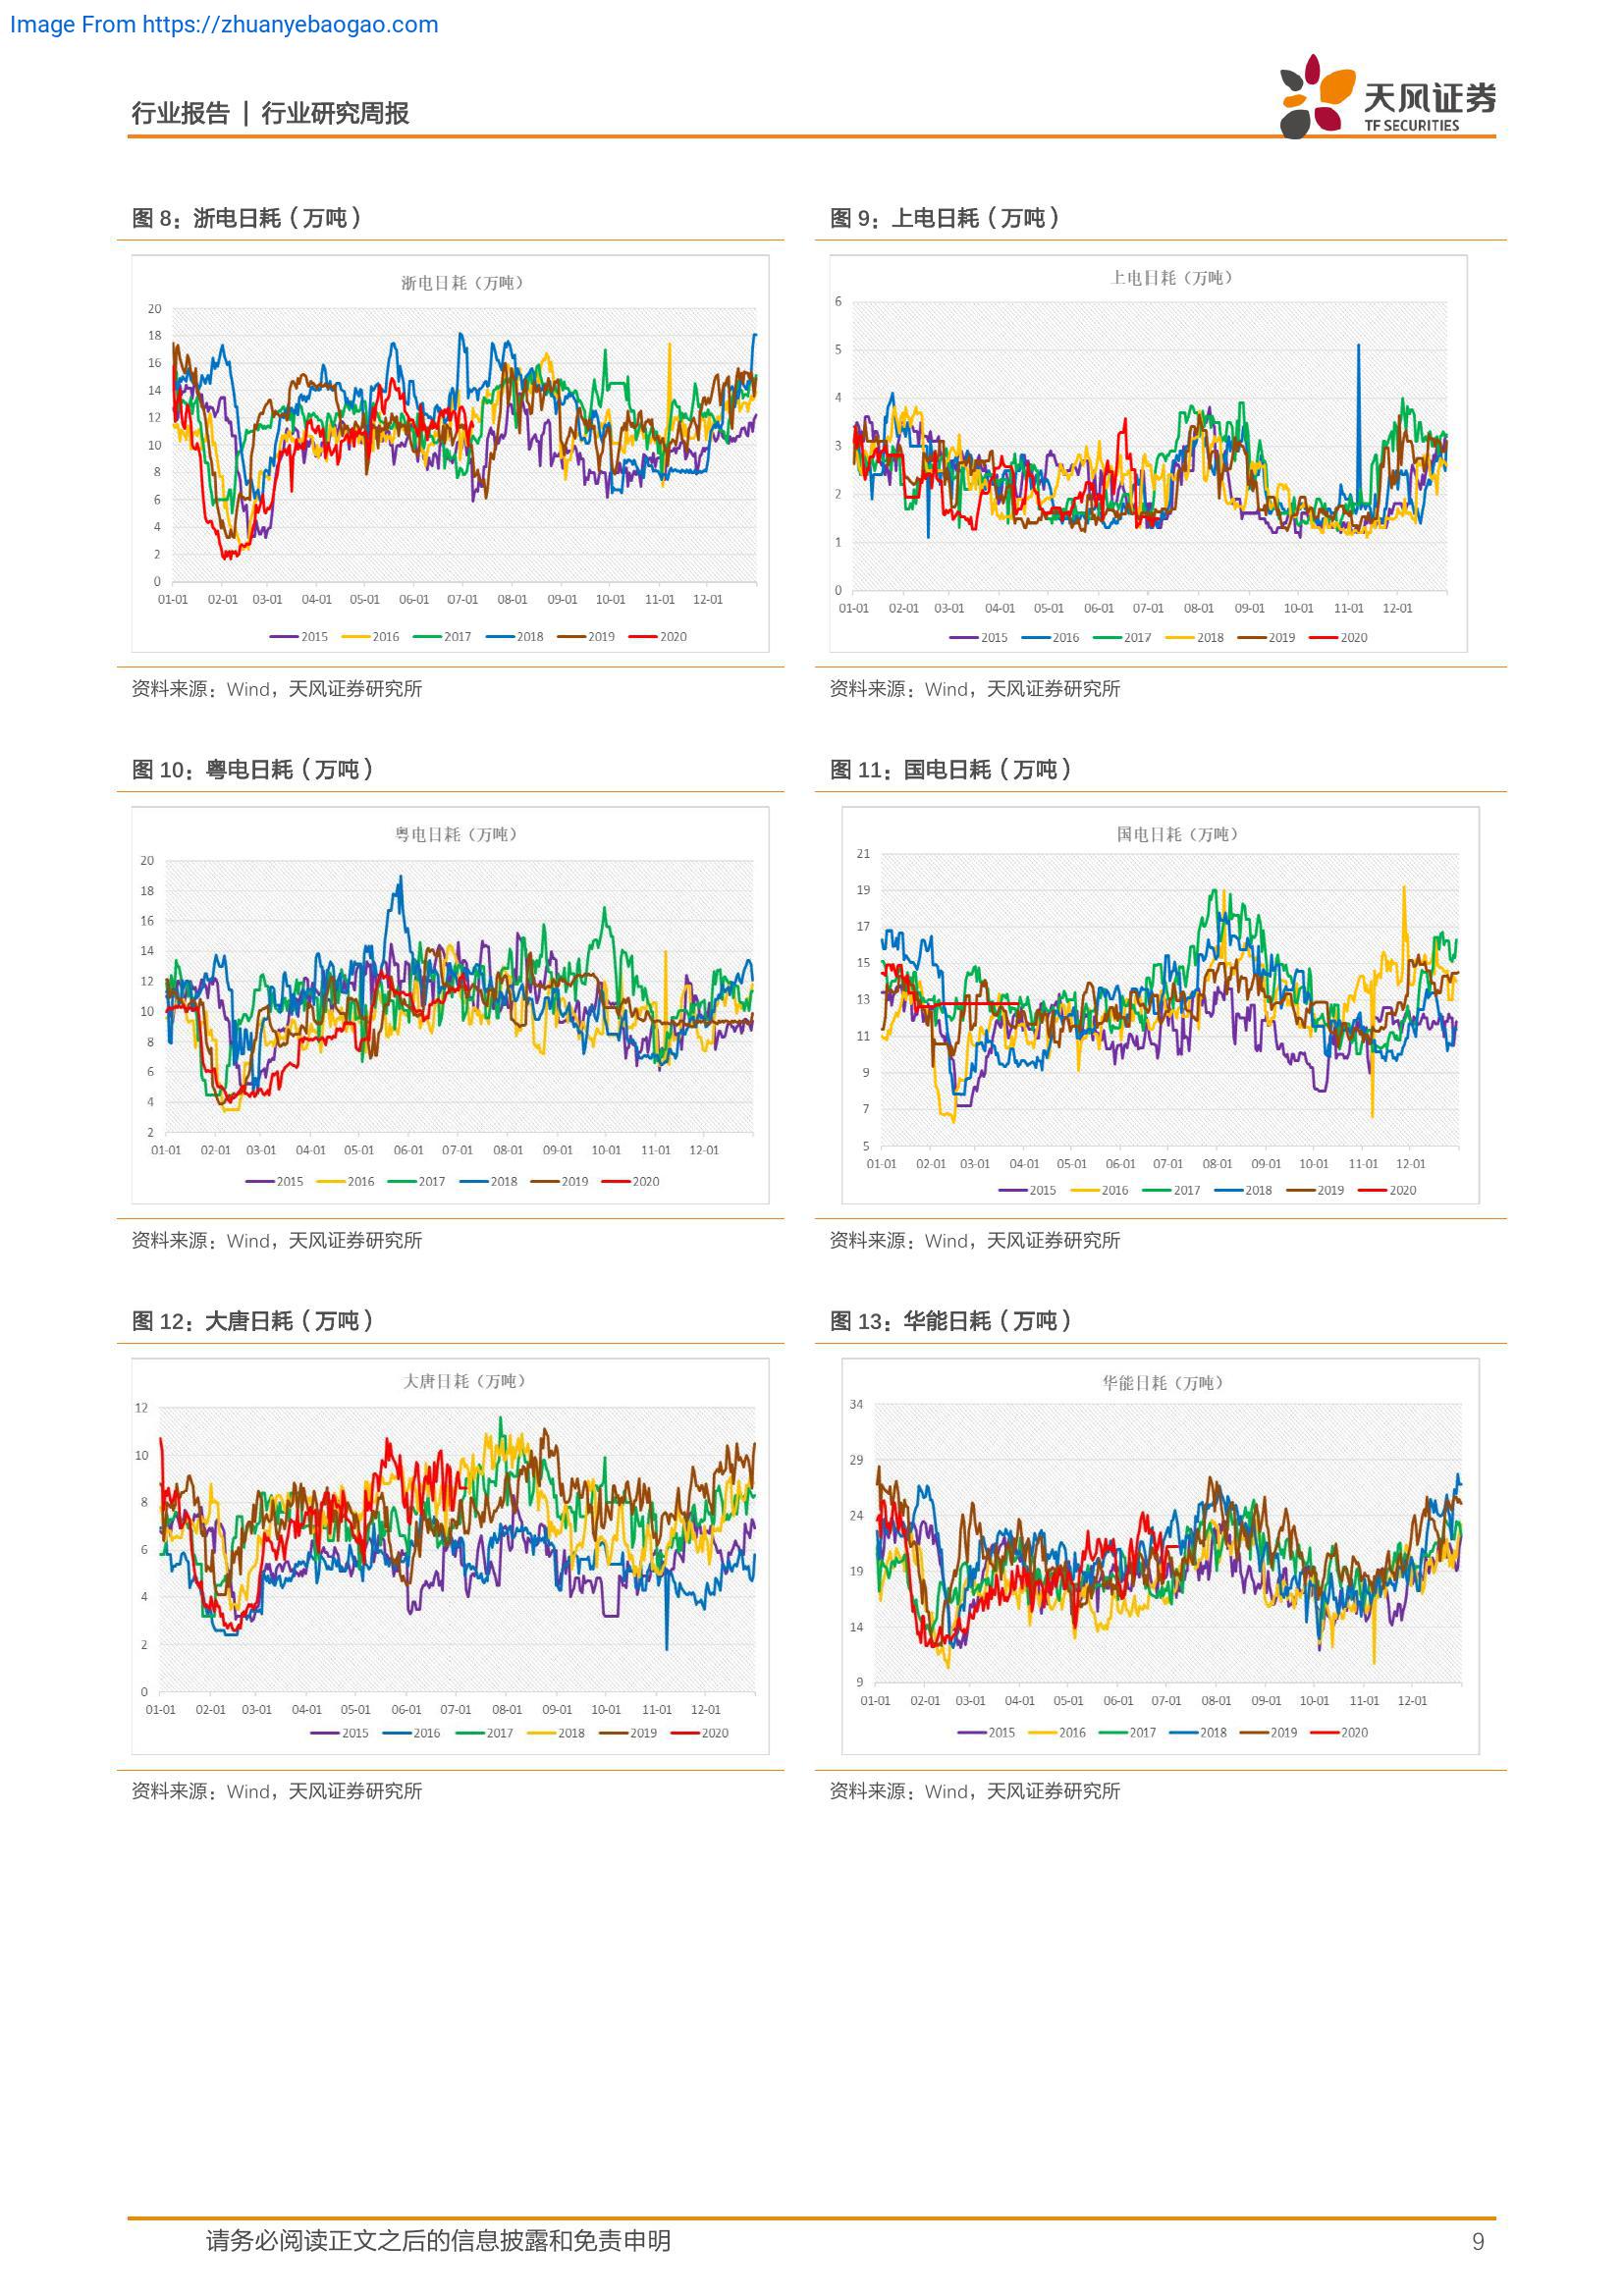 Image From https://zhuanyebaogao.com
行业报告 | 行业研究周报
天风证券
TF SECURITIES
图 8：浙电日耗（万吨）
浙电日耗（万吨）
20
18
16
14
12
10
8
6
4
2
0
01-01 02-01 03-01 04-01 05-01 06-01 07-01 08-01 09-01 10-01 11-01 12-01
2015 2016 2017 2018 2019 2020
资料来源：Wind，天风证券研究所
图 9：上电日耗（万吨）
上电日耗（万吨）
6
5
4
3
2
1
0
01-01 02-01 03-01 04-01 05-01 06-01 07-01 08-01 09-01 10-01 11-01 12-01
2015 2016 2017 2018 2019 2020
资料来源：Wind，天风证券研究所
图 10：粤电日耗（万吨）
粤电日耗（万吨）
20
18
16
14
12
10
8
6
4
2
01-01 02-01 03-01 04-01 05-01 06-01 07-01 08-01 09-01 10-01 11-01 12-01
2015 2016 2017 2018 2019 2020
资料来源：Wind，天风证券研究所
图 11：国电日耗（万吨）
国电日耗（万吨）
21
19
17
15
13
11
9
7
5
01-01 02-01 03-01 04-01 05-01 06-01 07-01 08-01 09-01 10-01 11-01 12-01
2015 2016 2017 2018 2019 2020
资料来源：Wind，天风证券研究所
图 12：大唐日耗（万吨）
大唐日耗（万吨）
12
10
8
6
4
2
0
01-01 02-01 03-01 04-01 05-01 06-01 07-01 08-01 09-01 10-01 11-01 12-01
2015 2016 2017 2018 2019 2020
资料来源：Wind，天风证券研究所
图 13：华能日耗（万吨）
华能日耗（万吨）
34
29
24
19
14
9
01-01 02-01 03-01 04-01 05-01 06-01 07-01 08-01 09-01 10-01 11-01 12-01
2015 2016 2017 2018 2019 2020
资料来源：Wind，天风证券研究所
请务必阅读正文之后的信息披露和免责申明
9